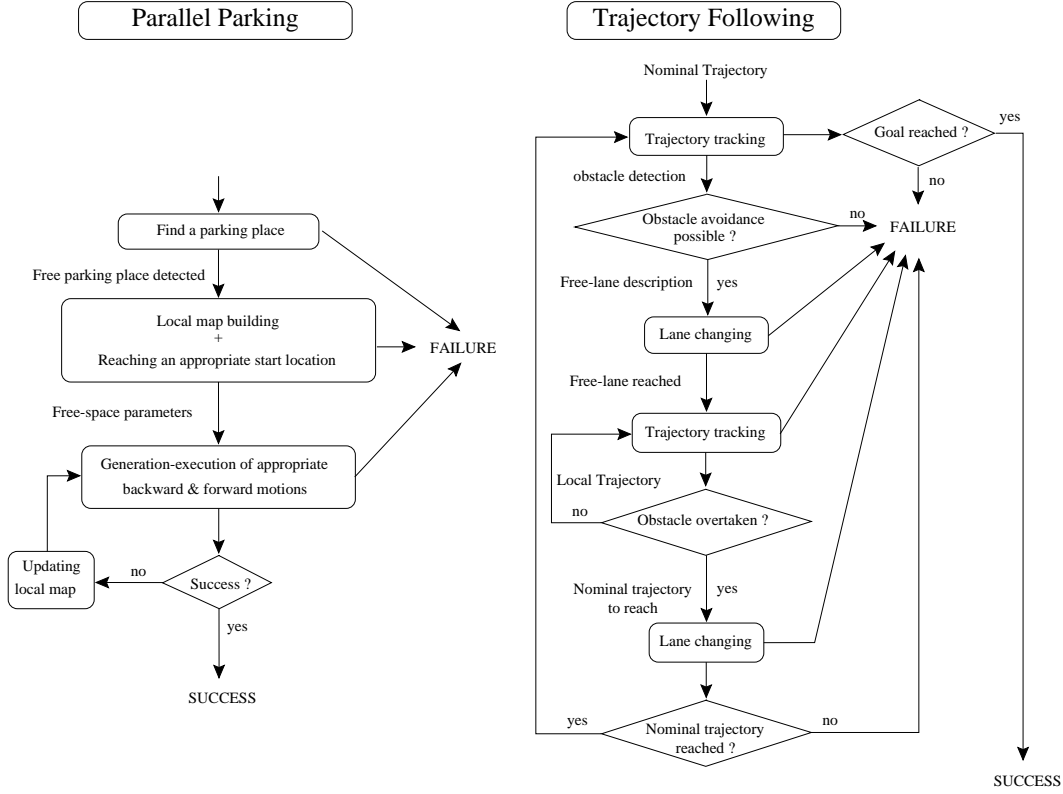 Parallel Parking
Find a parking place
Free parking place detected
Local map building
+
Reaching an appropriate start location
FAILURE
Free-space parameters
Generation-execution of appropriate
backward & forward motions
Updating
local map
no
Success ?
yes
SUCCESS
Trajectory Following
Nominal Trajectory
Trajectory tracking
Goal reached ?
yes
no
obstacle detection
Obstacle avoidance
possible ?
no
FAILURE
Free-lane description
yes
Lane changing
Free-lane reached
Trajectory tracking
Local Trajectory
no
Obstacle overtaken ?
Nominal trajectory
to reach
yes
Lane changing
yes
Nominal trajectory
reached ?
no
SUCCESS